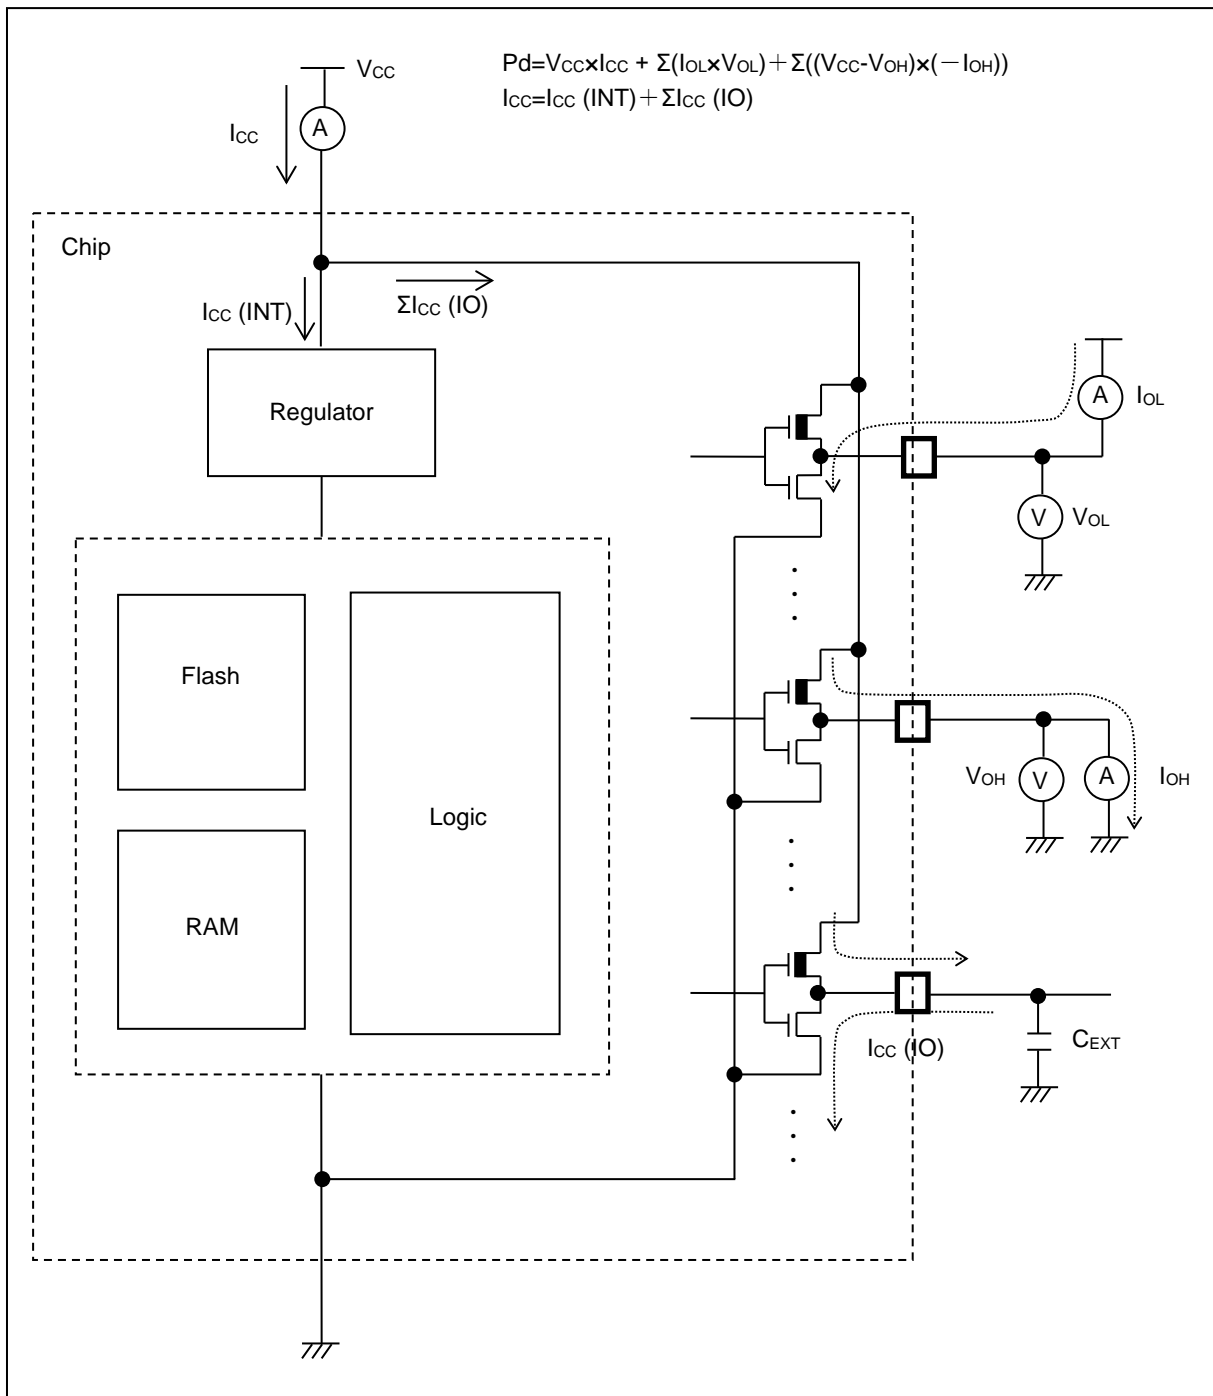 Pd=VCC×ICC + Σ(IOL×VOL)+Σ((VCC-VOH)×(-IOH))
ICC=ICC (INT)+ΣICC (IO)
VCC
A
ICC
Chip
ICC (INT)
ΣICC (IO)
Regulator
A
IOL
V
VOL
Flash
Logic
RAM
VOH
V
A
IOH
ICC (IO)
CEXT